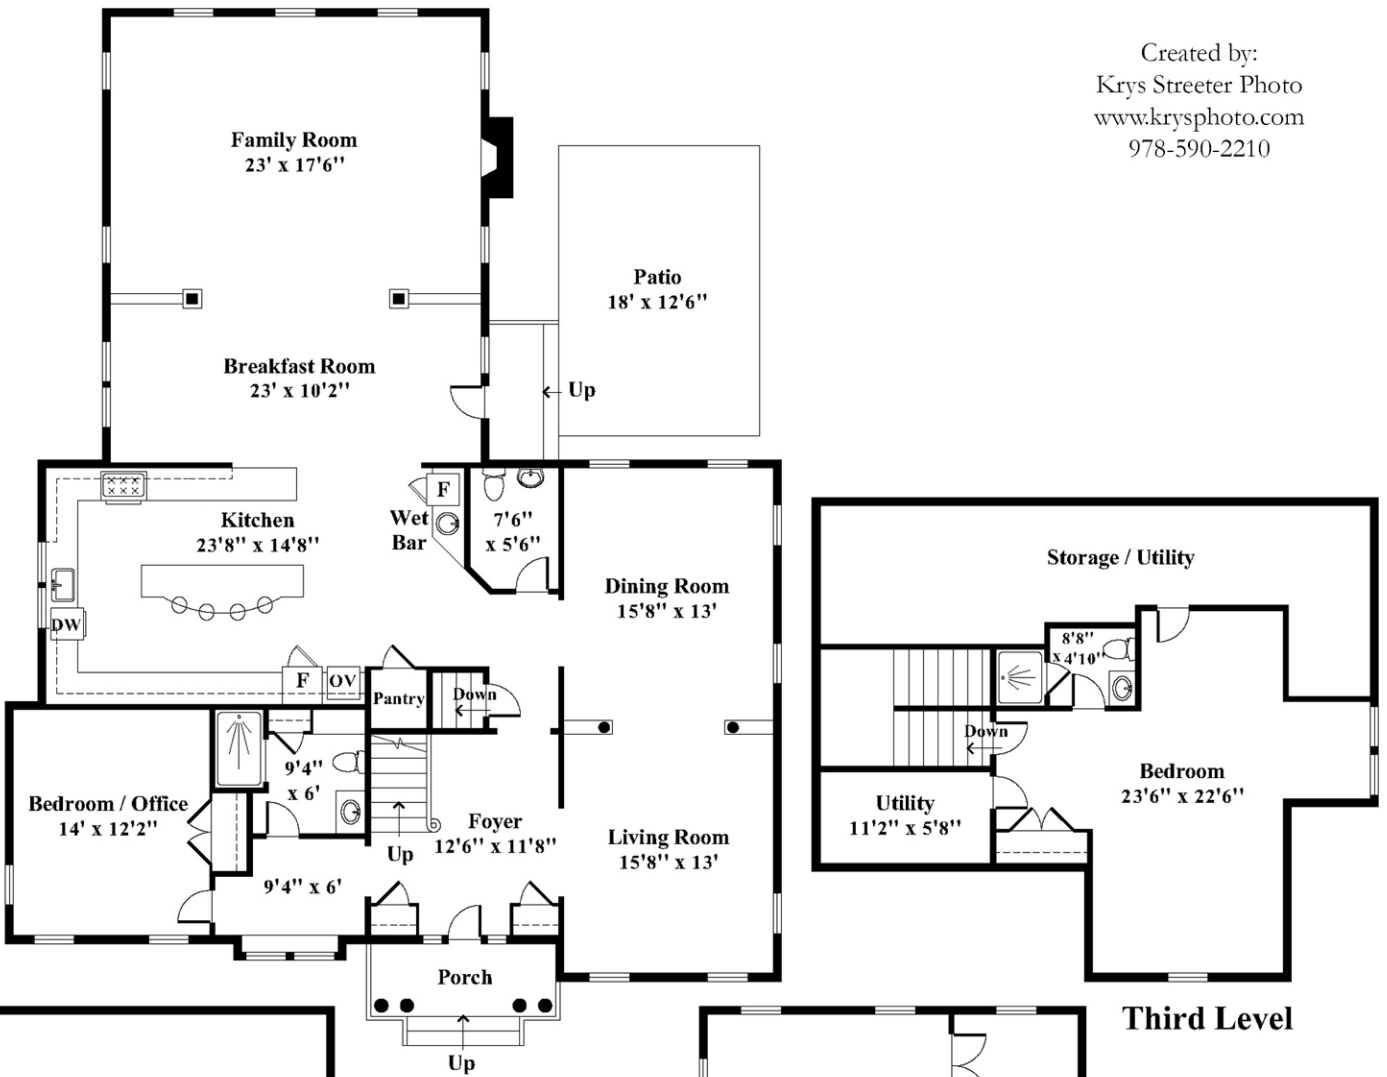 Created by:
Krys Streeter Photo
www.krysphoto.com
978-590-2210
Family Room
23' x 17'6"
Patio
18' x 12'6"
Breakfast Room
23' x 10'2"
Up
Kitchen
23'8" x 14'8"
F
Wet
Bar
7'6"
x 5'6"
Dining Room
15'8" x 13'
DW
F
OV
Pantry
Down
Bedroom / Office
14' x 12'2"
9'4"
x 6'
Foyer
12'6" x 11'8"
Up
Living Room
15'8" x 13'
9'4" x 6'
Porch
Up
Storage / Utility
8'8"
x 4'10"
Down
Bedroom
23'6" x 22'6"
Utility
11'2" x 5'8"
Third Level